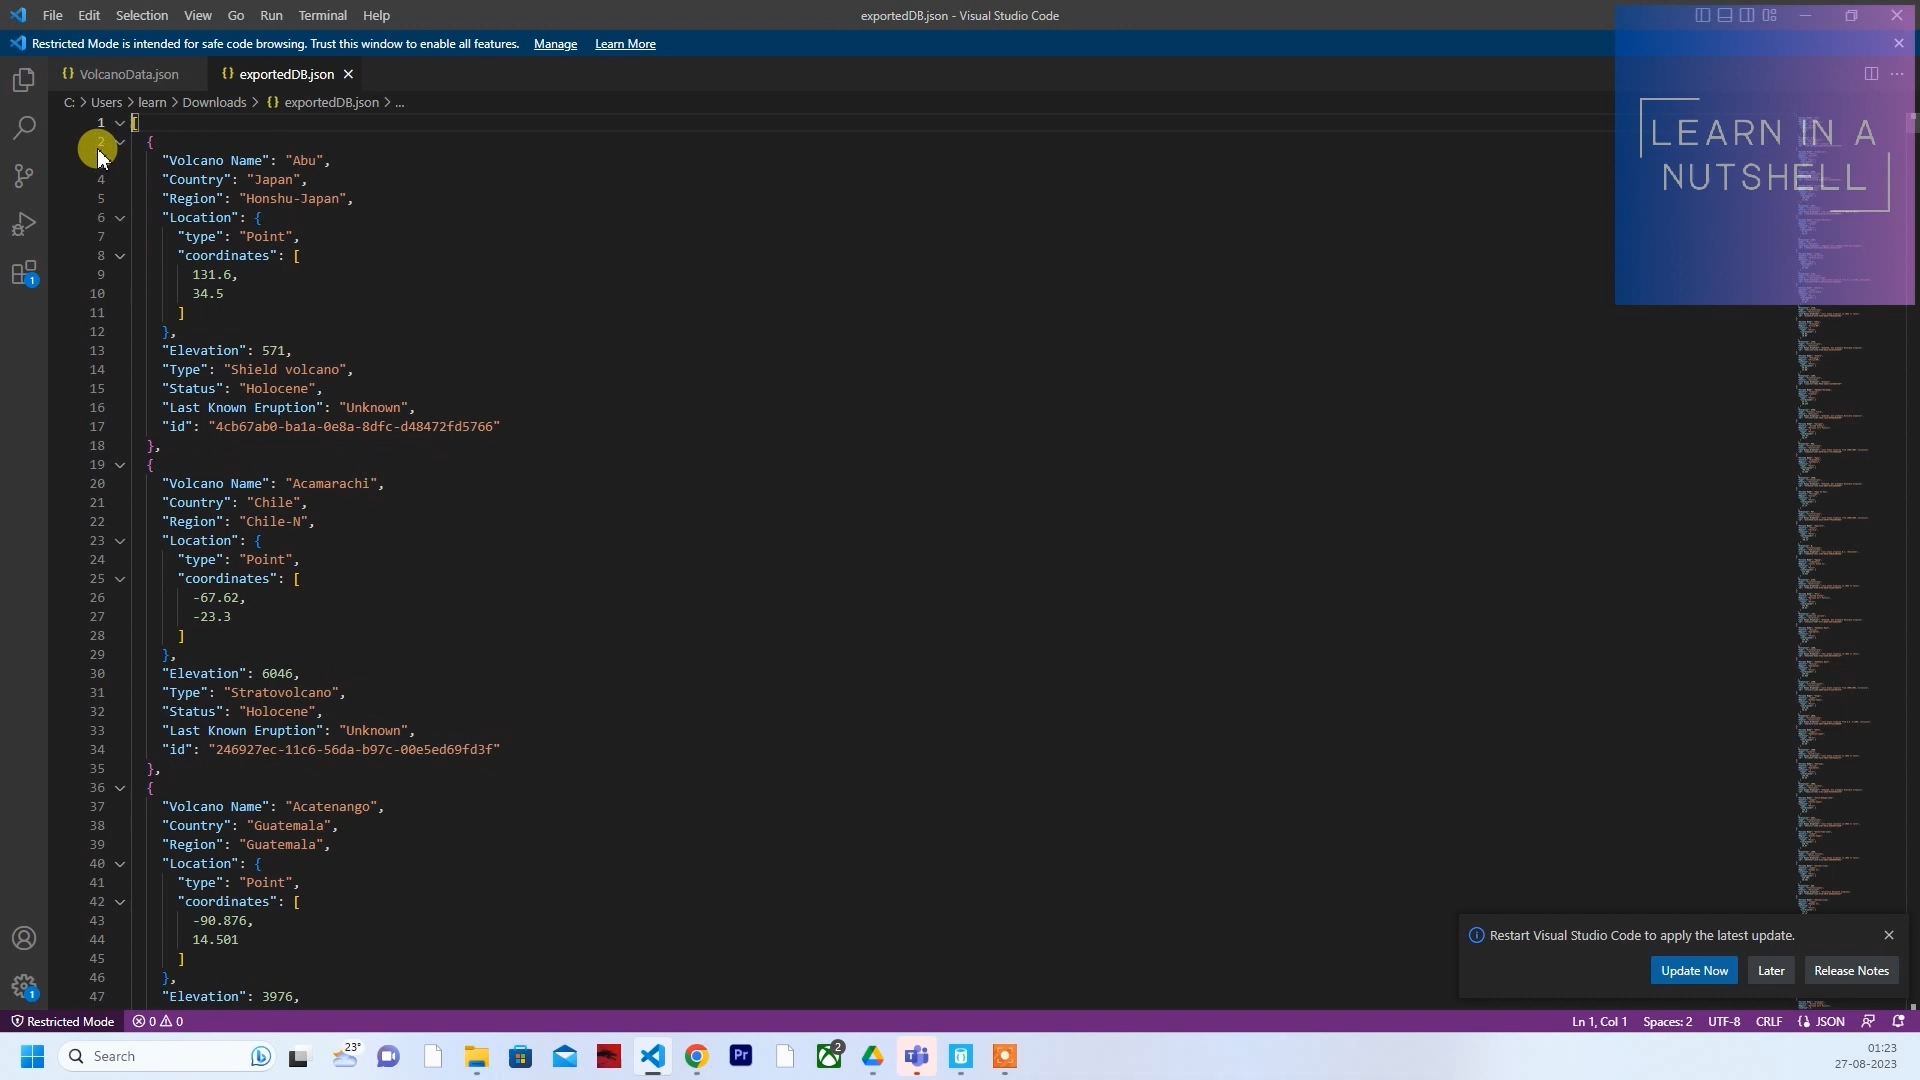 File Edit Selection View Go Run Terminal Help
exportedDB.json - Visual Studio Code
Restricted Mode is intended for safe code browsing. Trust this window to enable all features. Manage Learn More
VolcanoData.json exportedDB.json
C: > Users > learn > Downloads > {} exportedDB.json > ...
LEARN IN A
NUTSHELL
1 [
2 {
"Volcano Name": "Abu",
4 "Country": "Japan",
5 "Region": "Honshu-Japan",
6 "Location": {
7 "type": "Point",
8 "coordinates": [
9 131.6,
10 34.5
11 ]
12 },
13 "Elevation": 571,
14 "Type": "Shield volcano",
15 "Status": "Holocene",
16 "Last Known Eruption": "Unknown",
17 "id": "4cb67ab0-ba1a-0e8a-8dfc-d48472fd5766"
18 },
19 {
20 "Volcano Name": "Acamarachi",
21 "Country": "Chile",
22 "Region": "Chile-N",
23 "Location": {
24 "type": "Point",
25 "coordinates": [
26 -67.62,
27 -23.3
28 ]
29 },
30 "Elevation": 6046,
31 "Type": "Stratovolcano",
32 "Status": "Holocene",
33 "Last Known Eruption": "Unknown",
34 "id": "246927ec-11c6-56da-b97c-00e5ed69fd3f"
35 },
36 {
37 "Volcano Name": "Acatenango",
38 "Country": "Guatemala",
39 "Region": "Guatemala",
40 "Location": {
41 "type": "Point",
42 "coordinates": [
43 -90.876,
44 14.501
45 ]
46 },
47 "Elevation": 3976,
Restart Visual Studio Code to apply the latest update.
Update Now Later Release Notes
Restricted Mode 0 0 Ln 1, Col 1 Spaces: 2 UTF-8 CRLF {} JSON
Search 23° Pr 2 01:23
27-08-2023